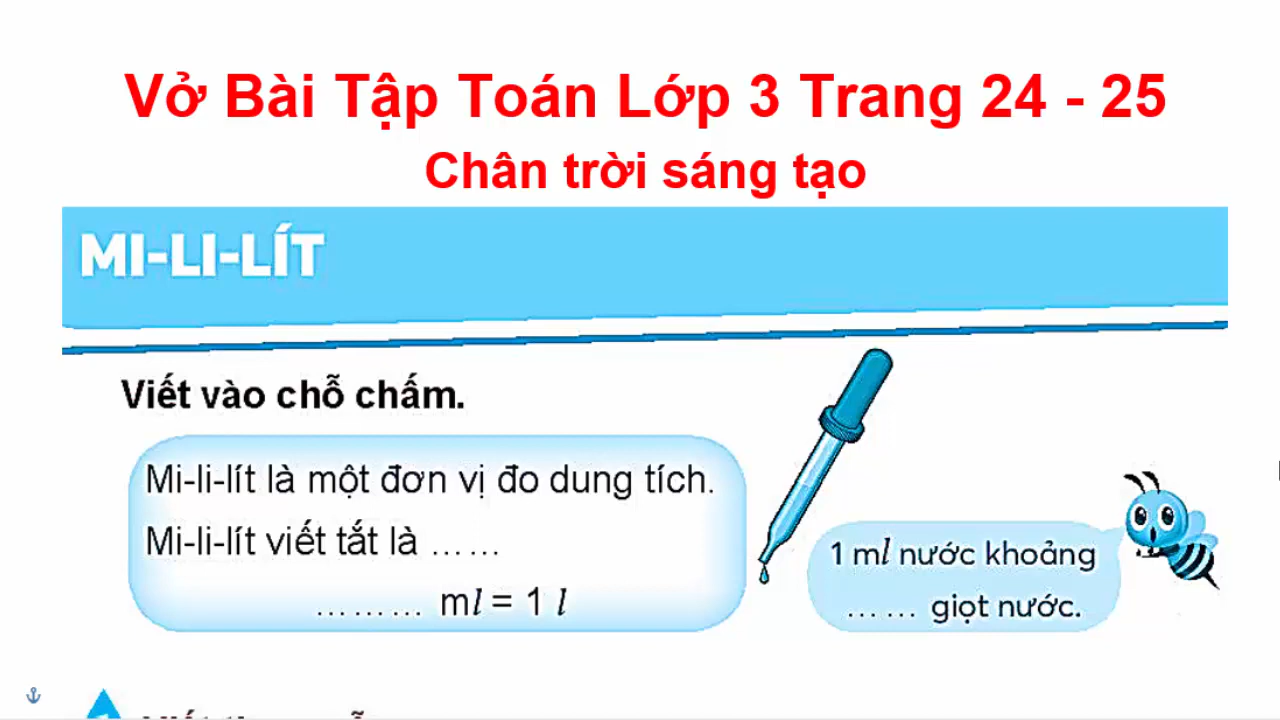 Vở Bài Tập Toán Lớp 3 Trang 24 - 25
Chân trời sáng tạo
MI-LI-LÍT
Viết vào chỗ chấm.
Mi-li-lít là một đơn vị đo dung tích.
Mi-li-lít viết tắt là ......
......... ml = 1 l
1 ml nước khoảng
...... giọt nước.